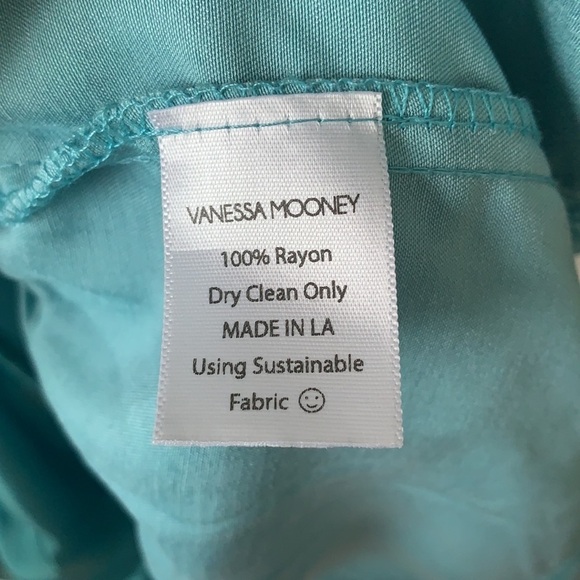 VANESSA MOONEY
100% Rayon
Dry Clean Only
MADE IN LA
Using Sustainable
Fabric ☺